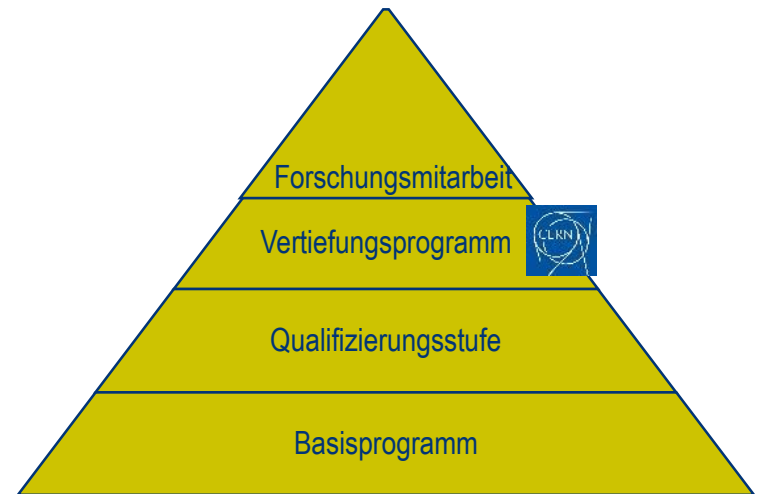 Forschungsmitarbeit
Vertiefungsprogramm
CERN
Qualifizierungsstufe
Basisprogramm